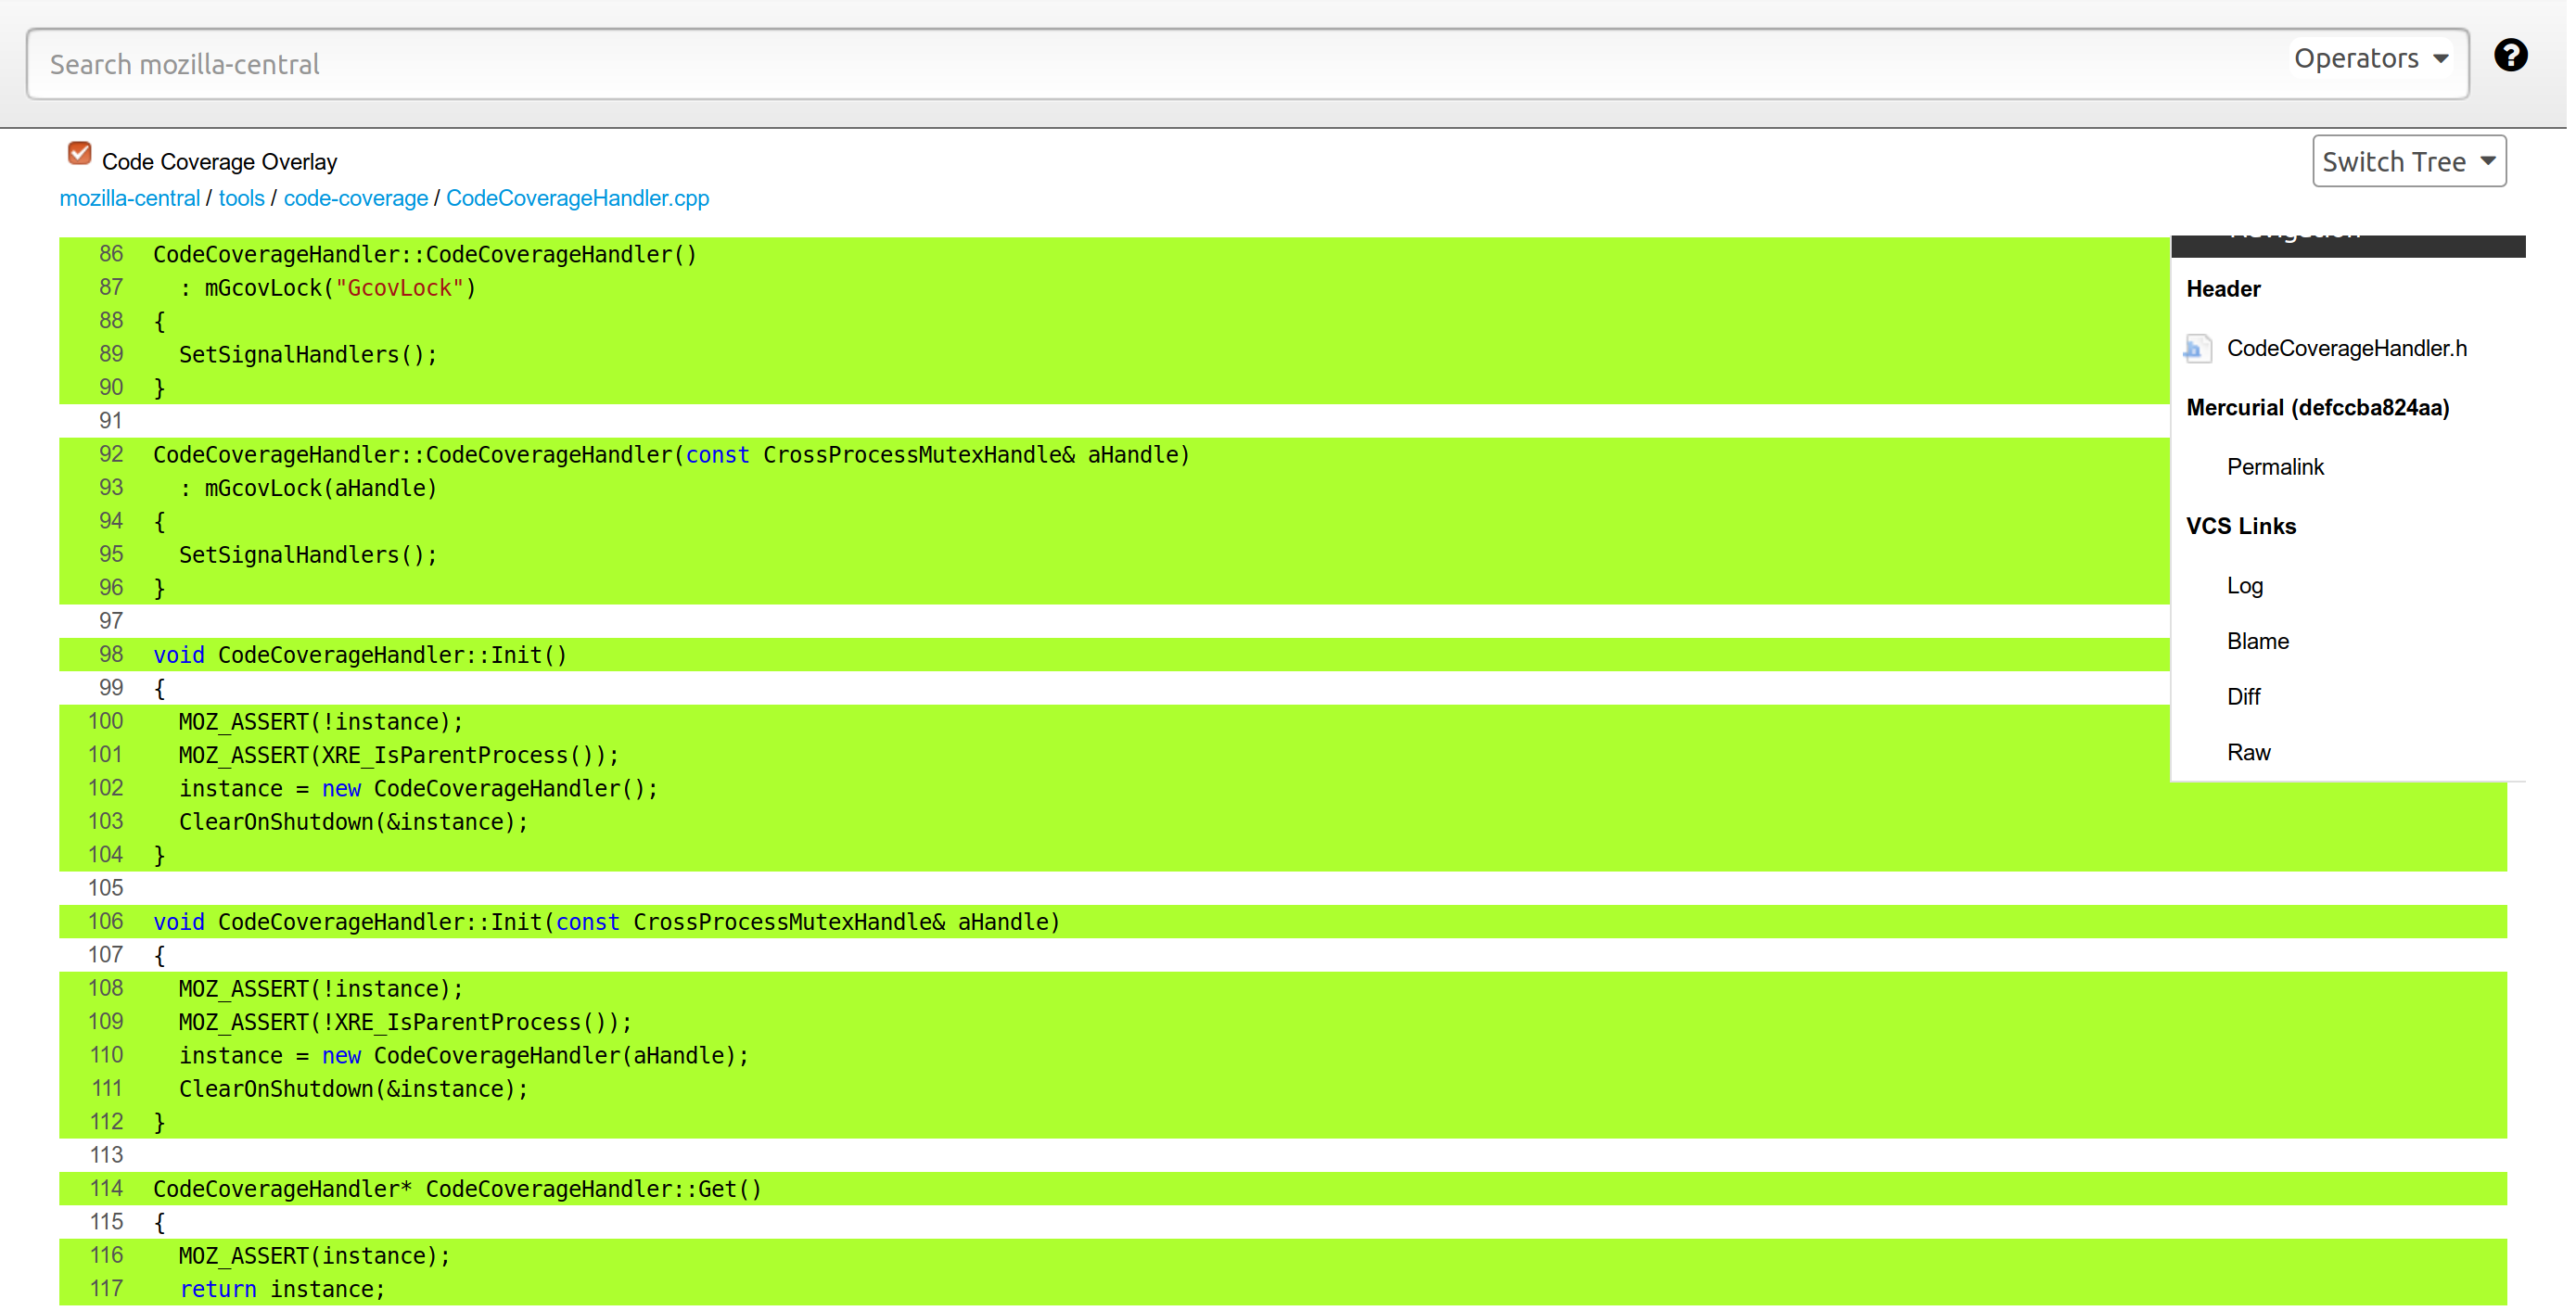 Search mozilla-central
Operators
?
Code Coverage Overlay
Switch Tree
mozilla-central / tools / code-coverage / CodeCoverageHandler.cpp
86 CodeCoverageHandler::CodeCoverageHandler()
87   : mGcovLock("GcovLock")
88 {
89   SetSignalHandlers();
90 }
91
92 CodeCoverageHandler::CodeCoverageHandler(const CrossProcessMutexHandle& aHandle)
93   : mGcovLock(aHandle)
94 {
95   SetSignalHandlers();
96 }
97
98 void CodeCoverageHandler::Init()
99 {
100   MOZ_ASSERT(!instance);
101   MOZ_ASSERT(XRE_IsParentProcess());
102   instance = new CodeCoverageHandler();
103   ClearOnShutdown(&instance);
104 }
105
106 void CodeCoverageHandler::Init(const CrossProcessMutexHandle& aHandle)
107 {
108   MOZ_ASSERT(!instance);
109   MOZ_ASSERT(!XRE_IsParentProcess());
110   instance = new CodeCoverageHandler(aHandle);
111   ClearOnShutdown(&instance);
112 }
113
114 CodeCoverageHandler* CodeCoverageHandler::Get()
115 {
116   MOZ_ASSERT(instance);
117   return instance;
Navigation
Header
h CodeCoverageHandler.h
Mercurial (defccba824aa)
Permalink
VCS Links
Log
Blame
Diff
Raw